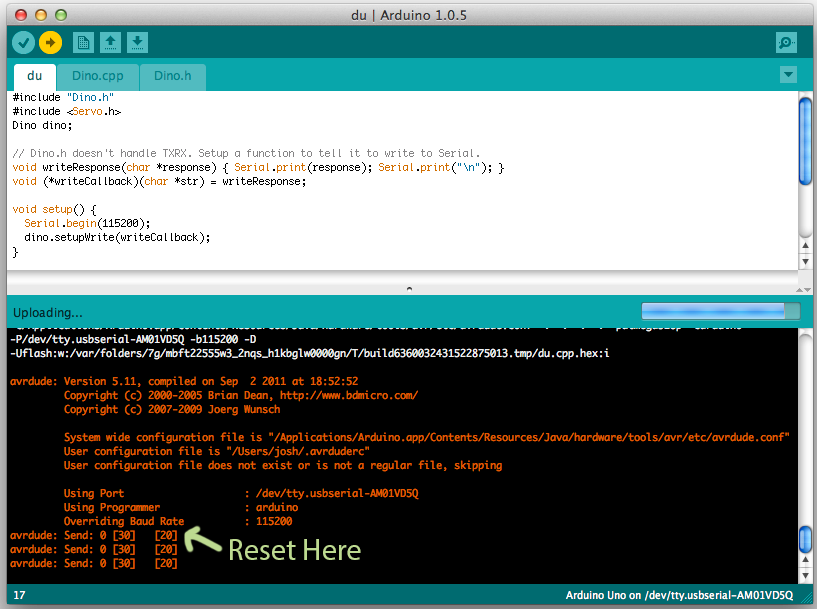 du | Arduino 1.0.5
du
Dino.cpp
Dino.h
#include "Dino.h"
#include <Servo.h>
Dino dino;
// Dino.h doesn't handle TXRX. Setup a function to tell it to write to Serial.
void writeResponse(char *response) { Serial.print(response); Serial.print("\n"); }
void (*writeCallback)(char *str) = writeResponse;
void setup() {
  Serial.begin(115200);
  dino.setupWrite(writeCallback);
}
Uploading...
-P/dev/tty.usbserial-AM01VD5Q -b115200 -D
-Uflash:w:/var/folders/7g/mbft22555w3_2nqs_h1kbglw0000gn/T/build6360032431522875013.tmp/du.cpp.hex:i
avrdude: Version 5.11, compiled on Sep  2 2011 at 18:52:52
Copyright (c) 2000-2005 Brian Dean, http://www.bdmicro.com/
Copyright (c) 2007-2009 Joerg Wunsch
System wide configuration file is "/Applications/Arduino.app/Contents/Resources/Java/hardware/tools/avr/etc/avrdude.conf"
User configuration file is "/Users/josh/.avrduderc"
User configuration file does not exist or is not a regular file, skipping
Using Port : /dev/tty.usbserial-AM01VD5Q
Using Programmer : arduino
Overriding Baud Rate : 115200
avrdude: Send: 0 [30]   [20]
avrdude: Send: 0 [30]   [20]
avrdude: Send: 0 [30]   [20]
Reset Here
17
Arduino Uno on /dev/tty.usbserial-AM01VD5Q